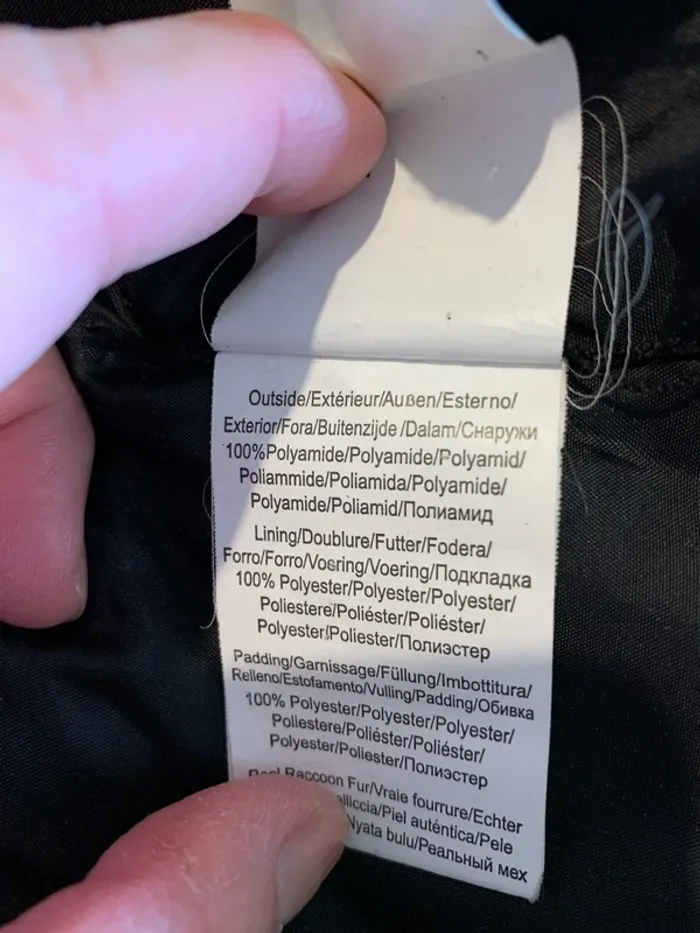 Outside/Extérieur/Außen/Esterno/
Exterior/Fora/Buitenzijde/Dalam/Снаружи
100%Polyamide/Polyamide/Polyamid/
Poliammide/Poliamida/Polyamide/
Polyamide/Poliamid/Полиамид
Lining/Doublure/Futter/Fodera/
Forro/Forro/Voering/Voering/Подкладка
100% Polyester/Polyester/Polyester/
Poliestere/Poliéster/Poliéster/
Polyester/Poliester/Полиэстер
Padding/Garnissage/Füllung/Imbottitura/
Relleno/Estofamento/Vulling/Padding/Обивка
100% Polyester/Polyester/Polyester/
Poliestere/Poliéster/Poliéster/
Polyester/Poliester/Полиэстер
Real Raccoon Fur/Vraie fourrure/Echter
auténtica/Pele
Nyata bulu/Реальный мех